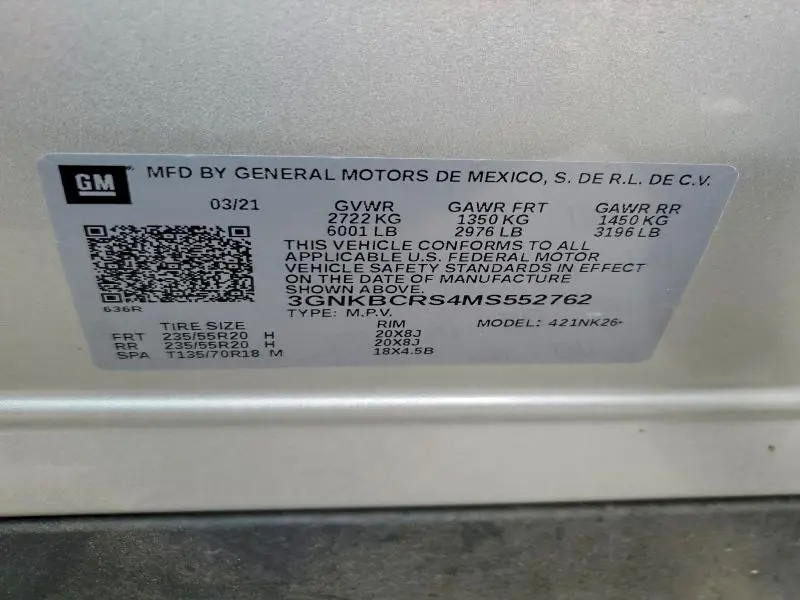 GM MFD BY GENERAL MOTORS DE MEXICO, S. DE R.L. DE C.V.
03/21 GVWR GAWR FRT GAWR RR
2722 KG 1350 KG 1450 KG
6001 LB 2976 LB 3196 LB
THIS VEHICLE CONFORMS TO ALL
APPLICABLE U.S. FEDERAL MOTOR
VEHICLE SAFETY STANDARDS IN EFFECT
ON THE DATE OF MANUFACTURE
SHOWN ABOVE.
3GNKBCRS4MS552762
636R
TYPE: M.P.V.
TIRE SIZE RIM MODEL: 421NK26-
FRT 235/55R20 H 20X8J
RR 235/55R20 H 20X8J
SPA T135/70R18 M 18X4.5B